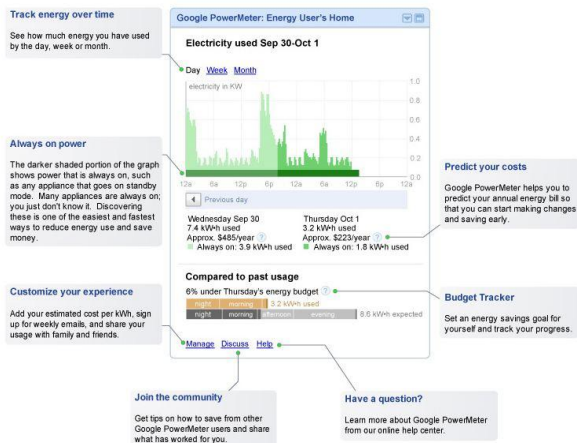 Track energy over time
See how much energy you have used
by the day, week or month.
Google PowerMeter: Energy User's Home
Electricity used Sep 30-Oct 1
Day Week Month
electricity in KW
1.0
0.8
0.6
0.4
0.2
0.0
12a 6a 12p 6p 12a 6a 12p 6p 12a
Previous day
Wednesday Sep 30
7.4 kW•h used
Approx. $485/year ?
Always on: 3.9 kW•h used
Thursday Oct 1
3.2 kW•h used
Approx. $223/year ?
Always on: 1.8 kW•h used
Always on power
The darker shaded portion of the graph
shows power that is always on, such
as any appliance that goes on standby
mode. Many appliances are always on;
you just don't know it. Discovering
these is one of the easiest and fastest
ways to reduce energy use and save
money.
Predict your costs
Google PowerMeter helps you to
predict your annual energy bill so
that you can start making changes
and saving early.
Compared to past usage
6% under Thursday's energy budget ?
night morning 3.2 kW•h used
night morning afternoon evening 8.6 kW•h expected
Manage Discuss Help
Customize your experience
Add your estimated cost per kWh, sign
up for weekly emails, and share your
usage with family and friends.
Budget Tracker
Set an energy savings goal for
yourself and track your progress.
Join the community
Get tips on how to save from other
Google PowerMeter users and share
what has worked for you.
Have a question?
Learn more about Google PowerMeter
from our online help center.